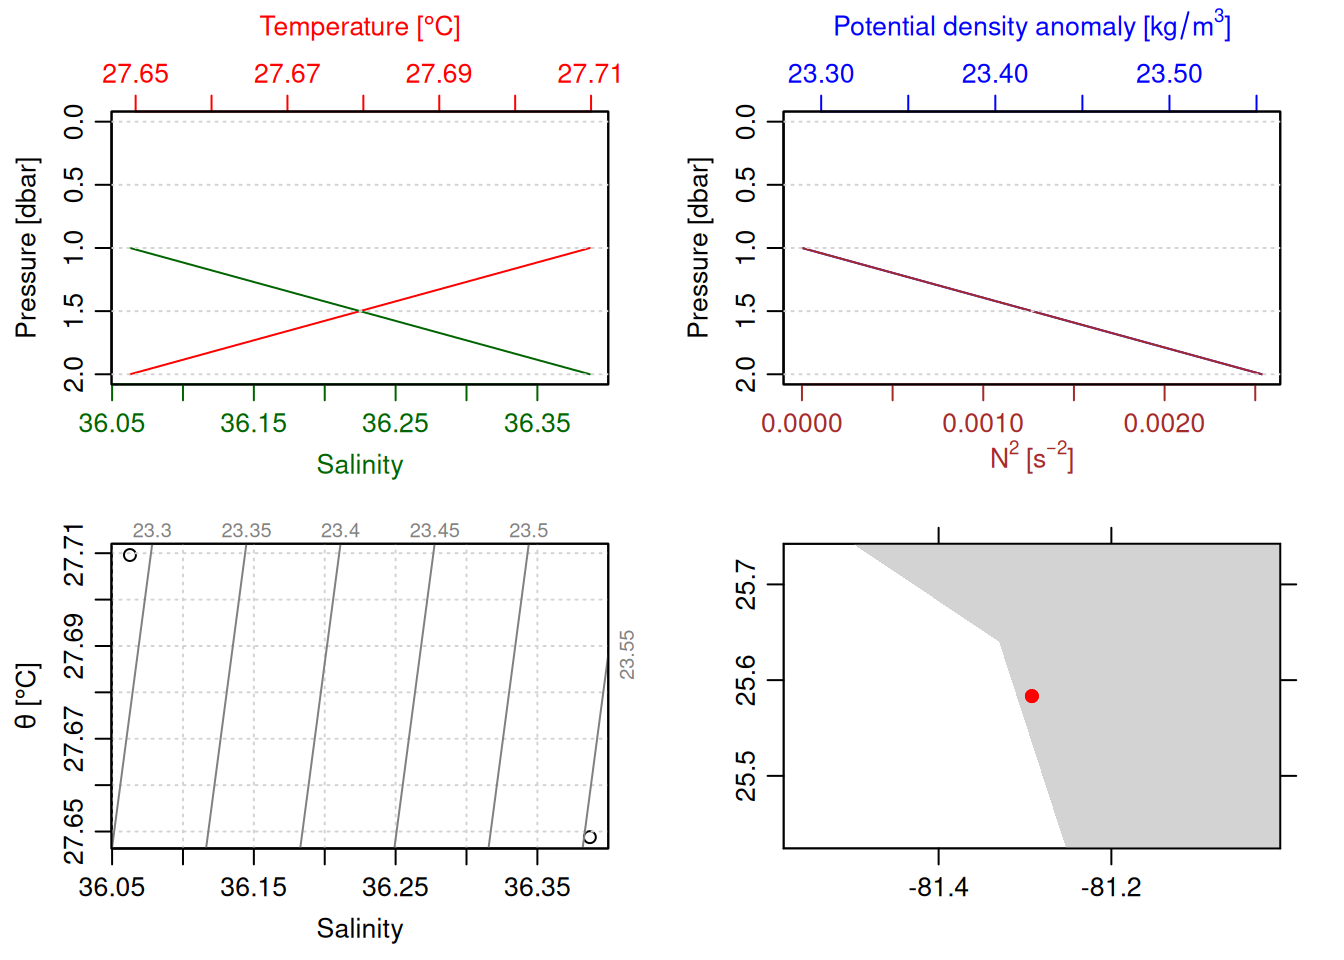 Temperature [°C]
27.65 27.67 27.69 27.71
Pressure [dbar]
0.0 0.5 1.0 1.5 2.0
36.05 36.15 36.25 36.35
Salinity
Potential density anomaly [kg/m³]
23.30 23.40 23.50
Pressure [dbar]
0.0 0.5 1.0 1.5 2.0
0.0000 0.0010 0.0020
N² [s⁻²]
23.3 23.35 23.4 23.45 23.5
23.55
θ [°C]
27.71 27.69 27.67 27.65
36.05 36.15 36.25 36.35
Salinity
25.7 25.6 25.5
-81.4 -81.2